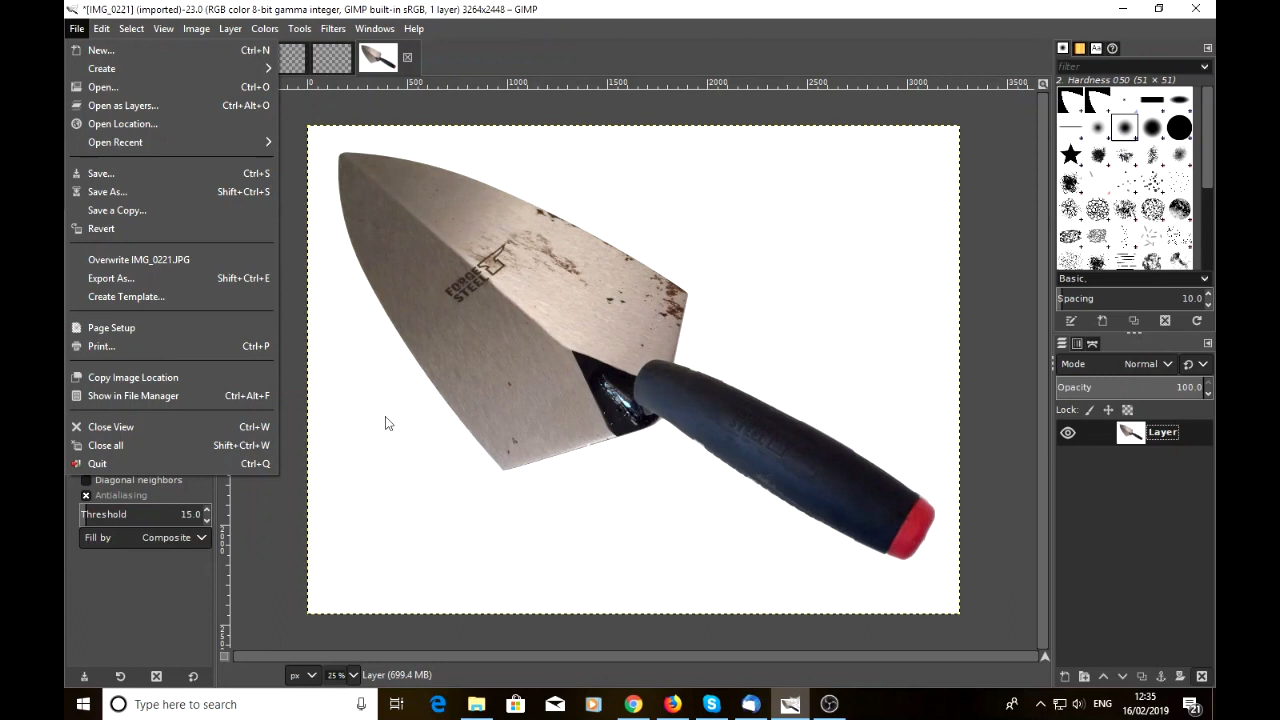 *[IMG_0221] (imported)-23.0 (RGB color 8-bit gamma integer, GIMP built-in sRGB, 1 layer) 3264x2448 – GIMP
File Edit Select View Image Layer Colors Tools Filters Windows Help
New... Ctrl+N
Create
Open... Ctrl+O
Open as Layers... Ctrl+Alt+O
Open Location...
Open Recent
Save... Ctrl+S
Save As... Shift+Ctrl+S
Save a Copy...
Revert
Overwrite IMG_0221.JPG
Export As... Shift+Ctrl+E
Create Template...
Page Setup
Print... Ctrl+P
Copy Image Location
Show in File Manager Ctrl+Alt+F
Close View Ctrl+W
Close all Shift+Ctrl+W
Quit Ctrl+Q
Diagonal neighbors
Antialiasing
Threshold 15.0
Fill by Composite
0 500 1000 1500 2000 2500 3000 3500
FORGE
STEEL
filter
2. Hardness 050 (51 × 51)
Basic,
Spacing 10.0
Mode Normal
Opacity 100.0
Lock:
Layer
px 25 % Layer (699.4 MB)
Type here to search
ENG
12:35
16/02/2019
21